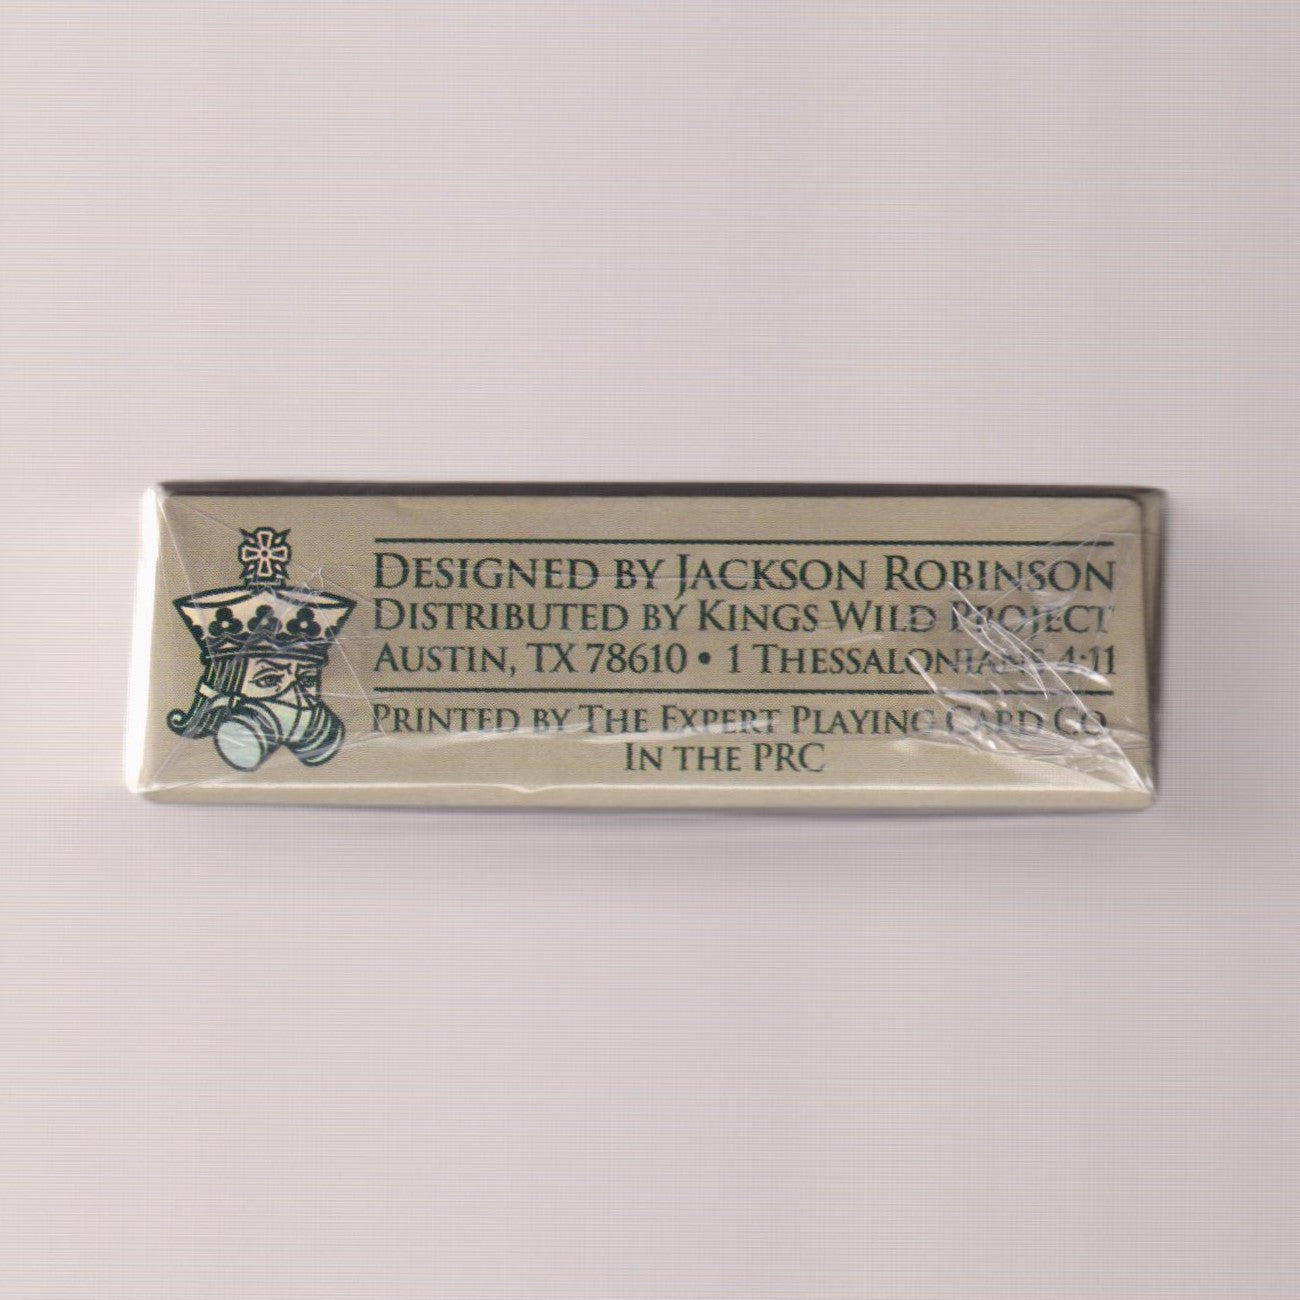 DESIGNED BY JACKSON ROBINSON
DISTRIBUTED BY KINGS WILD PROJECT
AUSTIN, TX 78610 • 1 THESSALONIANS 4:11
PRINTED BY THE EXPERT PLAYING CARD CO.
IN THE PRC